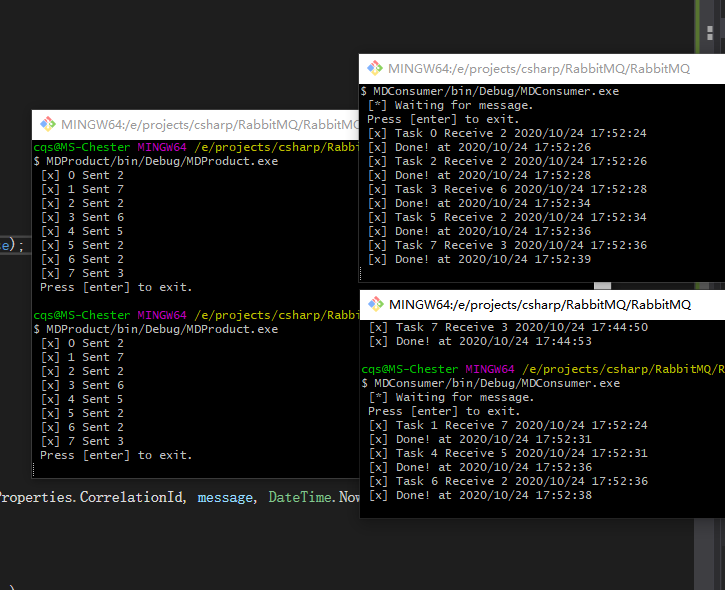 MINGW64:/e/projects/csharp/RabbitMQ/RabbitMQ
$ MDConsumer/bin/Debug/MDConsumer.exe
[*] Waiting for message.
Press [enter] to exit.
[x] Task 0 Receive 2 2020/10/24 17:52:24
[x] Done! at 2020/10/24 17:52:26
[x] Task 2 Receive 2 2020/10/24 17:52:26
[x] Done! at 2020/10/24 17:52:28
[x] Task 3 Receive 6 2020/10/24 17:52:28
[x] Done! at 2020/10/24 17:52:34
[x] Task 5 Receive 2 2020/10/24 17:52:34
[x] Done! at 2020/10/24 17:52:36
[x] Task 7 Receive 3 2020/10/24 17:52:36
[x] Done! at 2020/10/24 17:52:39
MINGW64:/e/projects/csharp/RabbitMQ/RabbitMQ
cqs@MS-Chester MINGW64 /e/projects/csharp/Rabbi
$ MDProduct/bin/Debug/MDProduct.exe
[x] 0 Sent 2
[x] 1 Sent 7
[x] 2 Sent 2
[x] 3 Sent 6
[x] 4 Sent 5
[x] 5 Sent 2
[x] 6 Sent 2
[x] 7 Sent 3
Press [enter] to exit.
cqs@MS-Chester MINGW64 /e/projects/csharp/Rabbi
$ MDProduct/bin/Debug/MDProduct.exe
[x] 0 Sent 2
[x] 1 Sent 7
[x] 2 Sent 2
[x] 3 Sent 6
[x] 4 Sent 5
[x] 5 Sent 2
[x] 6 Sent 2
[x] 7 Sent 3
Press [enter] to exit.
MINGW64:/e/projects/csharp/RabbitMQ/RabbitMQ
[x] Task 7 Receive 3 2020/10/24 17:44:50
[x] Done! at 2020/10/24 17:44:53
cqs@MS-Chester MINGW64 /e/projects/csharp/RabbitMQ/R
$ MDConsumer/bin/Debug/MDConsumer.exe
[*] Waiting for message.
Press [enter] to exit.
[x] Task 1 Receive 7 2020/10/24 17:52:24
[x] Done! at 2020/10/24 17:52:31
[x] Task 4 Receive 5 2020/10/24 17:52:31
[x] Done! at 2020/10/24 17:52:36
[x] Task 6 Receive 2 2020/10/24 17:52:36
[x] Done! at 2020/10/24 17:52:38
se);
Properties.CorrelationId, message, DateTime.Now